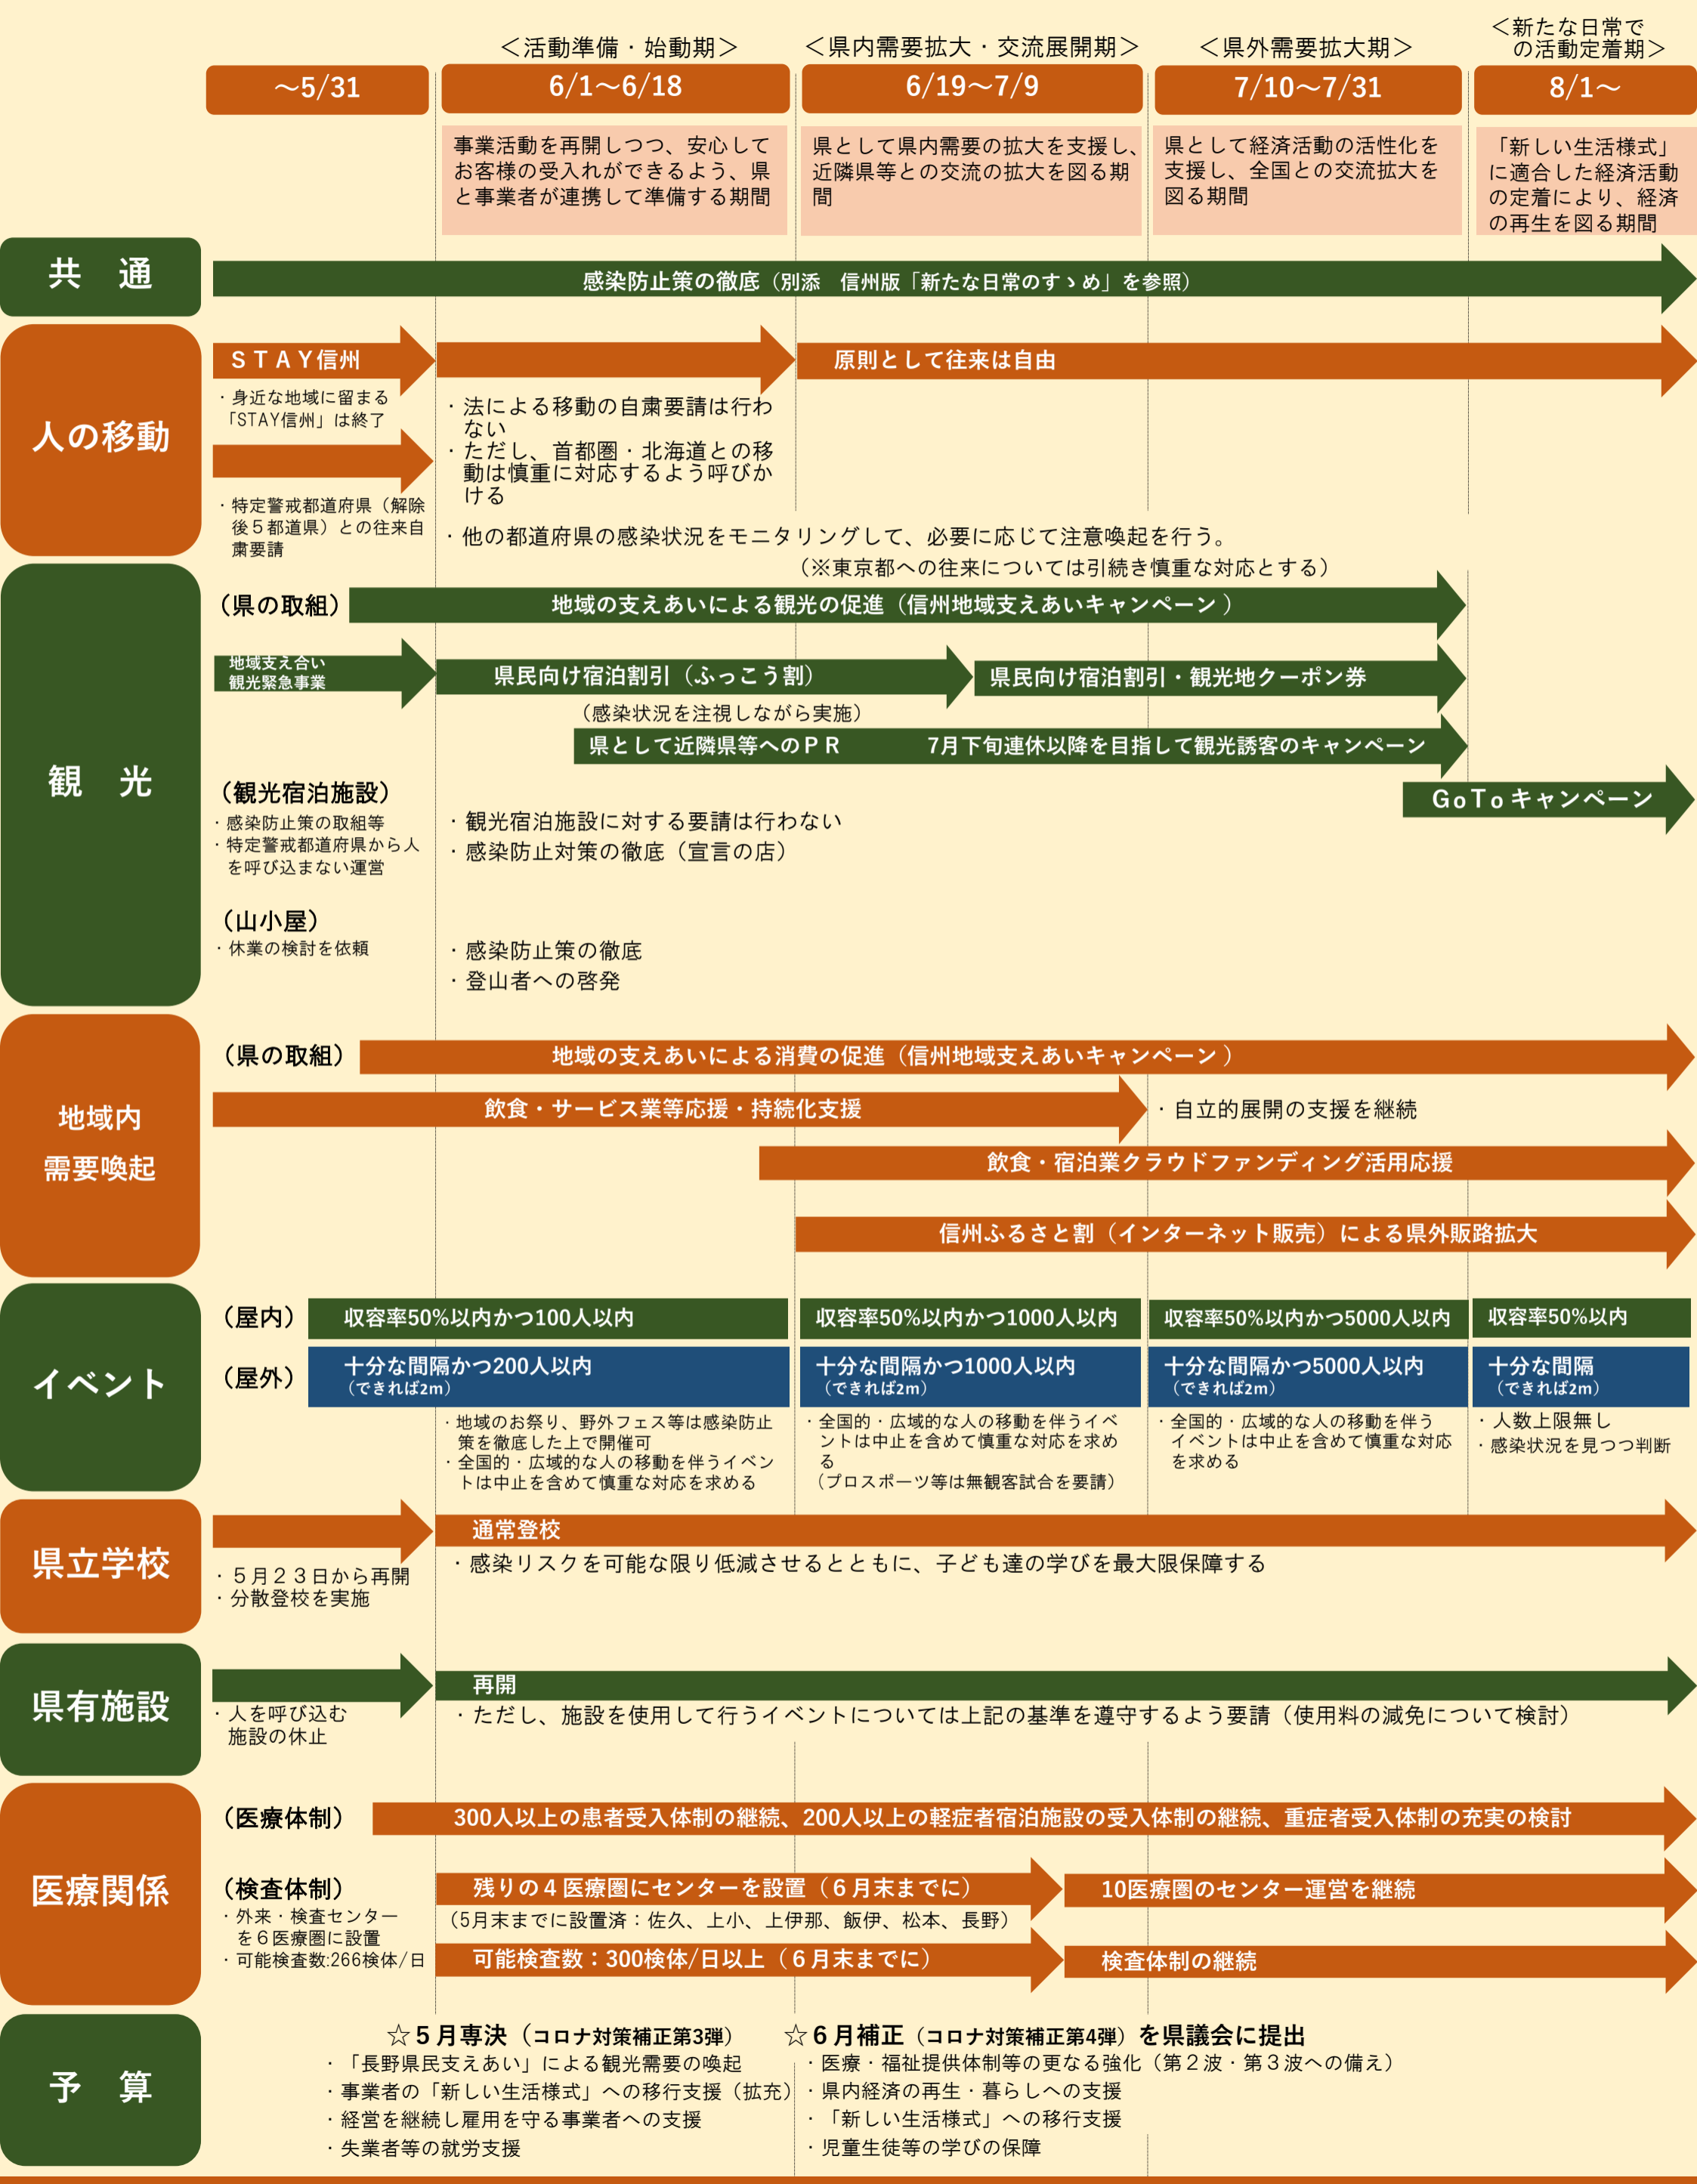 ＜活動準備・始動期＞
＜県内需要拡大・交流展開期＞
＜県外需要拡大期＞
＜新たな日常で
の活動定着期＞
～5/31
6/1～6/18
6/19～7/9
7/10～7/31
8/1～
事業活動を再開しつつ、安心して
お客様の受入れができるよう、県
と事業者が連携して準備する期間
県として県内需要の拡大を支援し、
近隣県等との交流の拡大を図る期
間
県として経済活動の活性化を
支援し、全国との交流拡大を
図る期間
「新しい生活様式」
に適合した経済活動
の定着により、経済
の再生を図る期間
共　通
感染防止策の徹底（別添　信州版「新たな日常のすゝめ」を参照）
人の移動
ＳＴＡＹ信州
原則として往来は自由
・身近な地域に留まる
「STAY信州」は終了
・特定警戒都道府県（解除
後５都道県）との往来自
粛要請
・法による移動の自粛要請は行わ
ない
・ただし、首都圏・北海道との移
動は慎重に対応するよう呼びか
ける
・他の都道府県の感染状況をモニタリングして、必要に応じて注意喚起を行う。
（※東京都への往来については引続き慎重な対応とする）
観　光
（県の取組）
地域の支えあいによる観光の促進（信州地域支えあいキャンペーン ）
地域支え合い
観光緊急事業
県民向け宿泊割引（ふっこう割）
県民向け宿泊割引・観光地クーポン券
（感染状況を注視しながら実施）
県として近隣県等へのＰＲ
7月下旬連休以降を目指して観光誘客のキャンペーン
GoToキャンペーン
（観光宿泊施設）
・感染防止策の取組等
・特定警戒都道府県から人
を呼び込まない運営
・観光宿泊施設に対する要請は行わない
・感染防止対策の徹底（宣言の店）
（山小屋）
・休業の検討を依頼
・感染防止策の徹底
・登山者への啓発
地域内
需要喚起
（県の取組）
地域の支えあいによる消費の促進（信州地域支えあいキャンペーン ）
飲食・サービス業等応援・持続化支援
・自立的展開の支援を継続
飲食・宿泊業クラウドファンディング活用応援
信州ふるさと割（インターネット販売）による県外販路拡大
イベント
（屋内）
収容率50%以内かつ100人以内
収容率50%以内かつ1000人以内
収容率50%以内かつ5000人以内
収容率50%以内
（屋外）
十分な間隔かつ200人以内
（できれば2m）
十分な間隔かつ1000人以内
（できれば2m）
十分な間隔かつ5000人以内
（できれば2m）
十分な間隔
（できれば2m）
・地域のお祭り、野外フェス等は感染防止
策を徹底した上で開催可
・全国的・広域的な人の移動を伴うイベン
トは中止を含めて慎重な対応を求める
・全国的・広域的な人の移動を伴うイベ
ントは中止を含めて慎重な対応を求め
る
（プロスポーツ等は無観客試合を要請）
・全国的・広域的な人の移動を伴う
イベントは中止を含めて慎重な対応
を求める
・人数上限無し
・感染状況を見つつ判断
県立学校
通常登校
・５月２３日から再開
・分散登校を実施
・感染リスクを可能な限り低減させるとともに、子ども達の学びを最大限保障する
県有施設
再開
・人を呼び込む
施設の休止
・ただし、施設を使用して行うイベントについては上記の基準を遵守するよう要請（使用料の減免について検討）
医療関係
（医療体制）
300人以上の患者受入体制の継続、200人以上の軽症者宿泊施設の受入体制の継続、重症者受入体制の充実の検討
（検査体制）
残りの４医療圏にセンターを設置（６月末までに）
10医療圏のセンター運営を継続
・外来・検査センター
を６医療圏に設置
・可能検査数:266検体/日
（5月末までに設置済：佐久、上小、上伊那、飯伊、松本、長野）
可能検査数：300検体/日以上（６月末までに）
検査体制の継続
予　算
☆５月専決（コロナ対策補正第3弾）
・「長野県民支えあい」による観光需要の喚起
・事業者の「新しい生活様式」への移行支援（拡充）
・経営を継続し雇用を守る事業者への支援
・失業者等の就労支援
☆６月補正（コロナ対策補正第4弾）を県議会に提出
・医療・福祉提供体制等の更なる強化（第２波・第３波への備え）
・県内経済の再生・暮らしへの支援
・「新しい生活様式」への移行支援
・児童生徒等の学びの保障